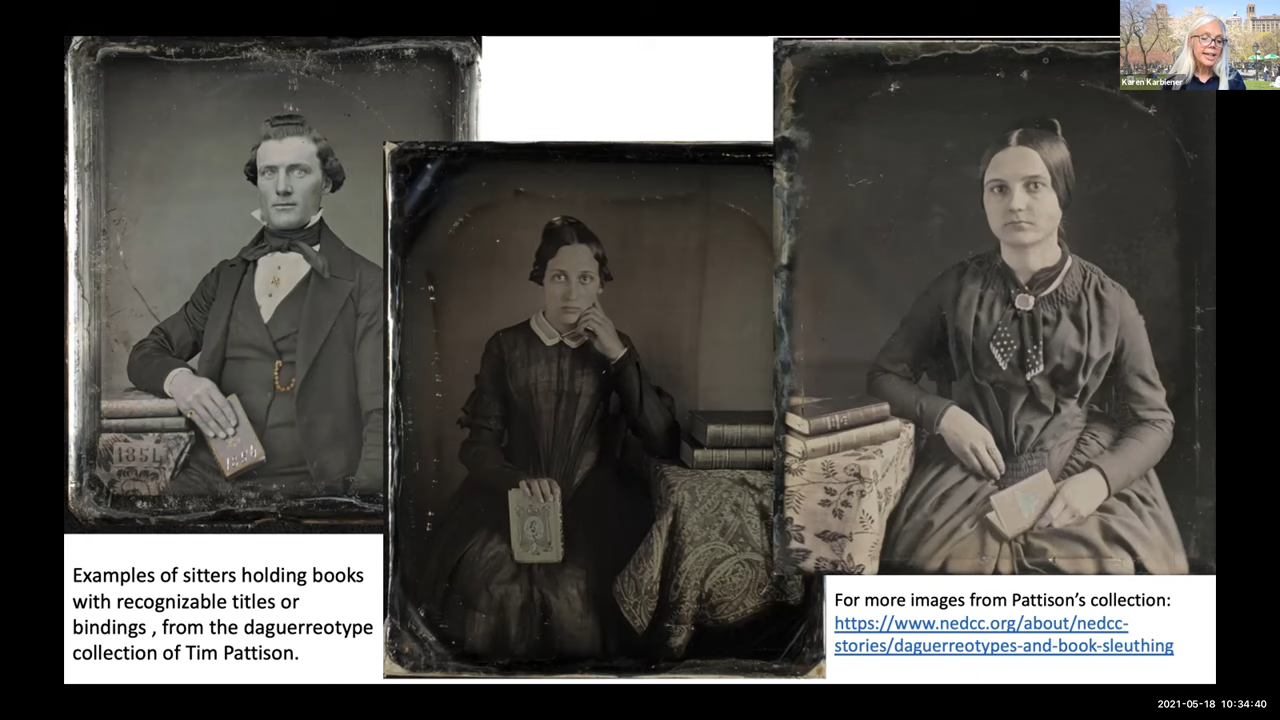 Karen Karbiener
1851
Examples of sitters holding books
with recognizable titles or
bindings , from the daguerreotype
collection of Tim Pattison.
For more images from Pattison's collection:
https://www.nedcc.org/about/nedcc-
stories/daguerreotypes-and-book-sleuthing
2021-05-18 10:34:40